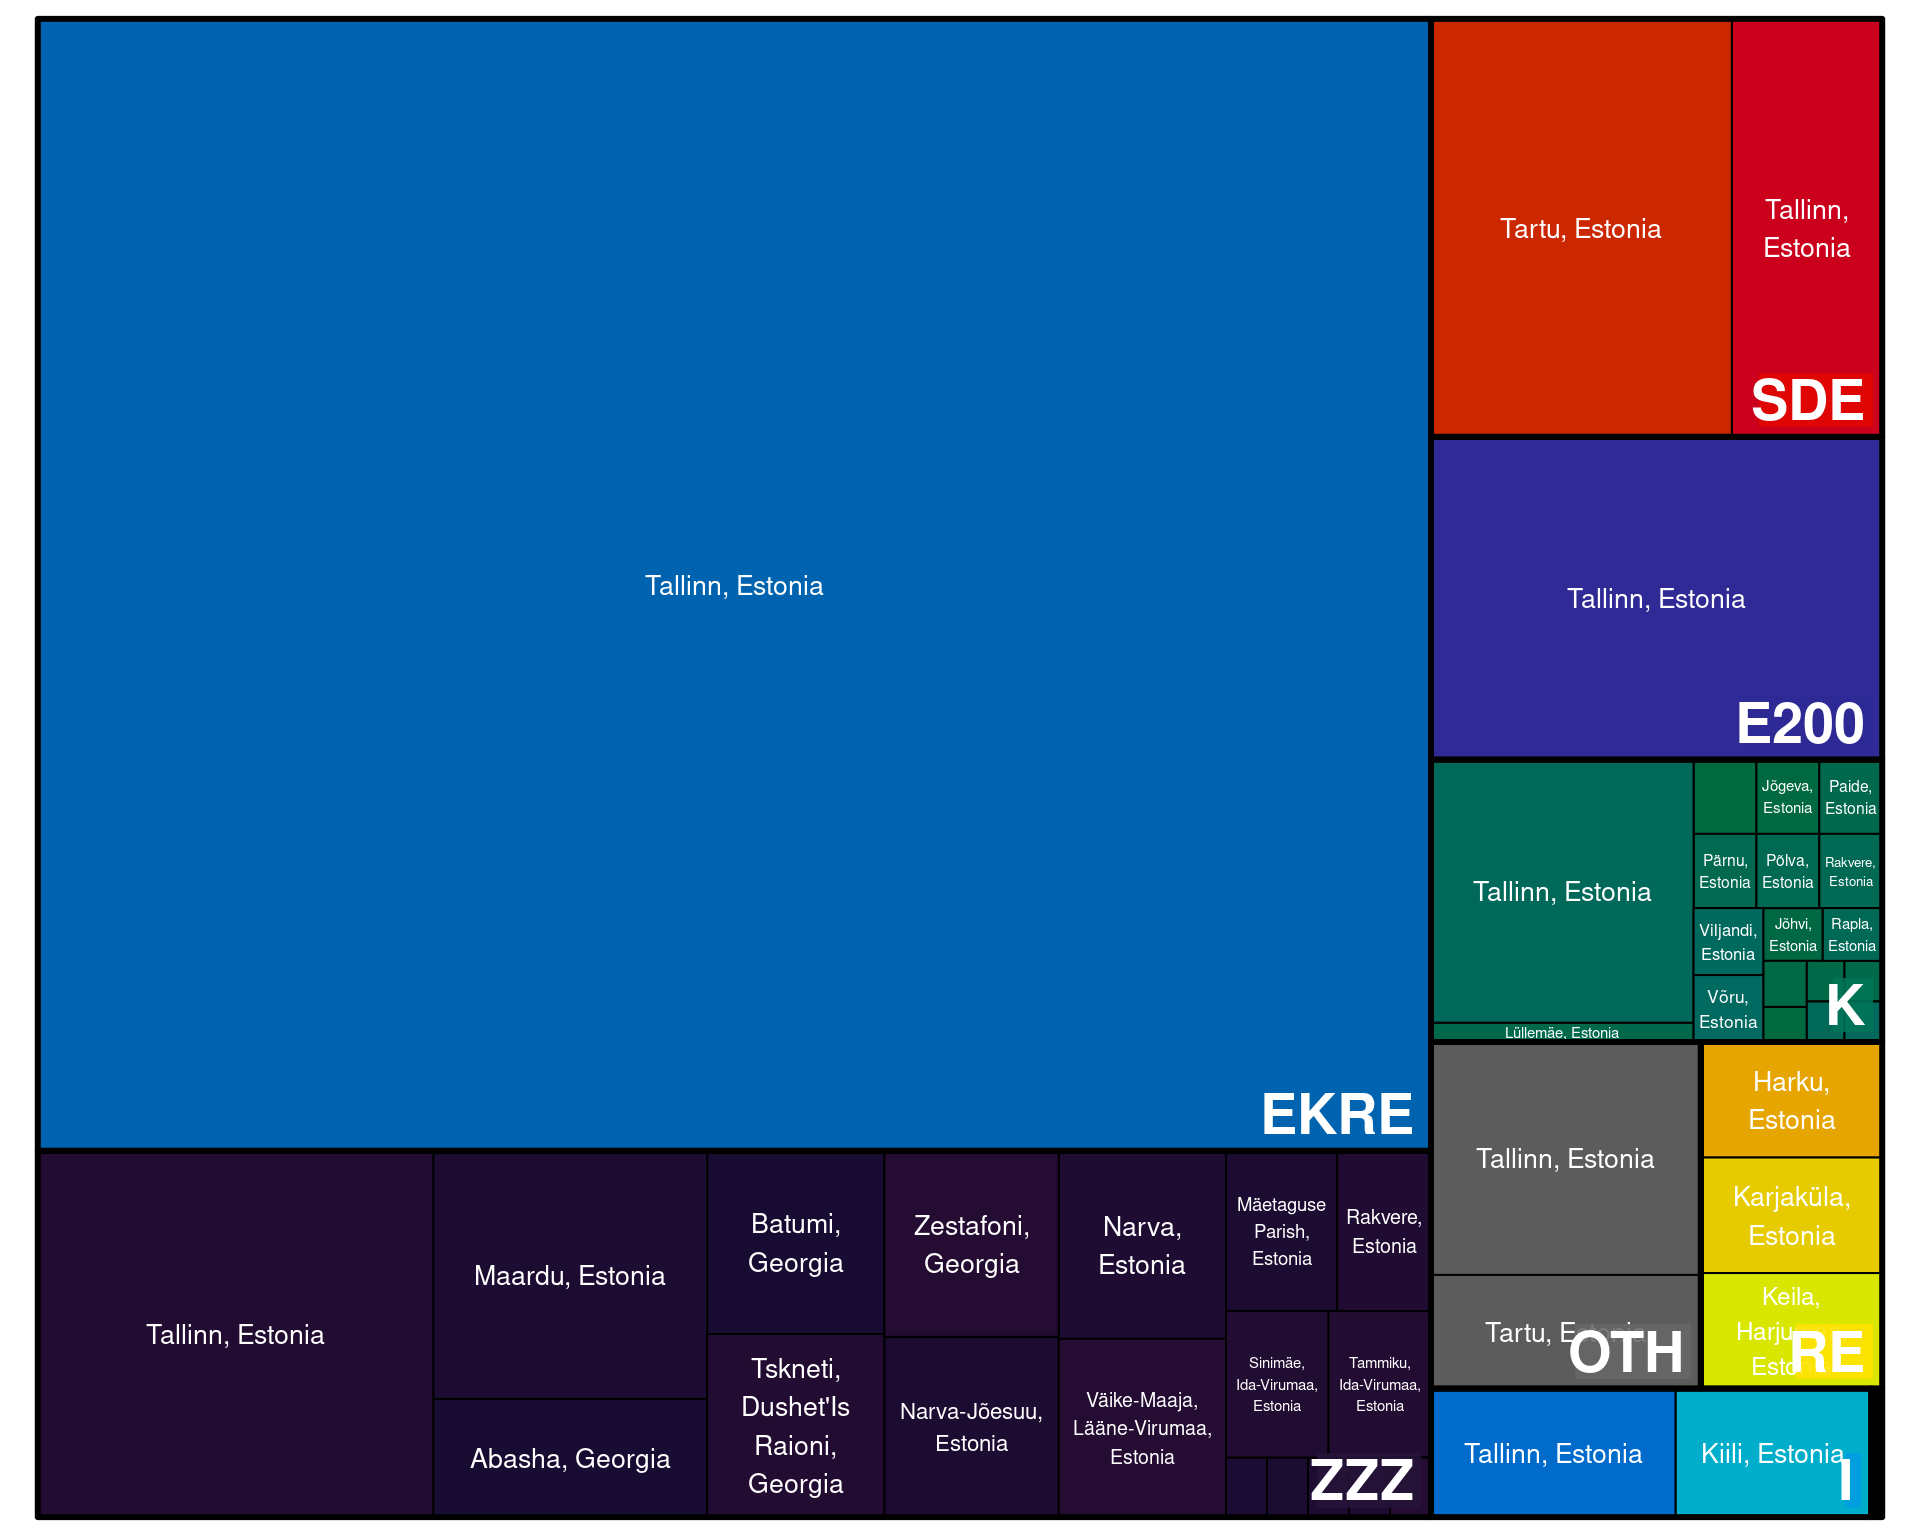 Tallinn, Estonia
EKRE
Tartu, Estonia
Tallinn,
Estonia
SDE
Tallinn, Estonia
E200
Tallinn, Estonia
Jõgeva,
Estonia
Paide,
Estonia
Pärnu,
Estonia
Põlva,
Estonia
Rakvere,
Estonia
Viljandi,
Estonia
Jõhvi,
Estonia
Rapla,
Estonia
Võru,
Estonia
Lüllemäe, Estonia
K
Tallinn, Estonia
Tartu, Estonia
OTH
Harku,
Estonia
Karjaküla,
Estonia
Keila,
RE
Tallinn, Estonia
Kiili, Estonia
I
Tallinn, Estonia
Maardu, Estonia
Abasha, Georgia
Batumi,
Georgia
Tskneti,
Dushet'Is
Raioni,
Georgia
Zestafoni,
Georgia
Narva-Jõesuu,
Estonia
Narva,
Estonia
Väike-Maaja,
Lääne-Virumaa,
Estonia
Mäetaguse
Parish,
Estonia
Rakvere,
Estonia
Sinimäe,
Ida-Virumaa,
Estonia
Tammiku,
Ida-Virumaa,
Estonia
ZZZ